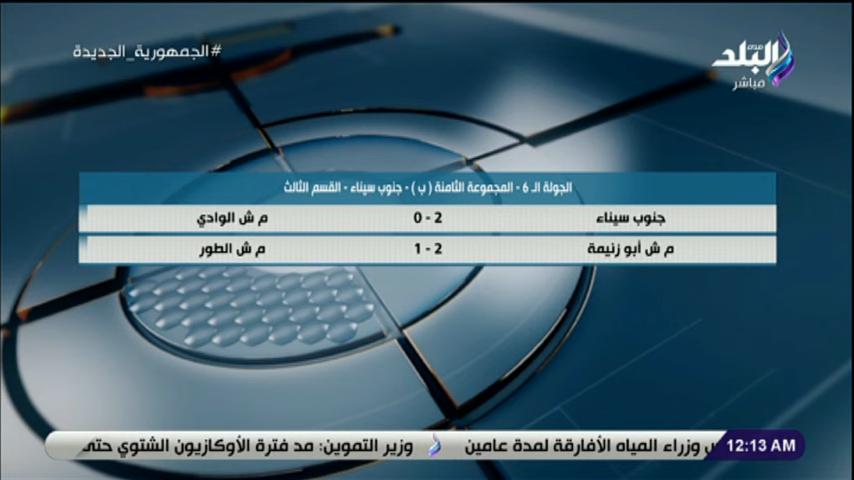 #الجمهورية_الجديدة
صدى البلد
مباشر
الجولة الـ 6 - المجموعة الثامنة ( ب ) - جنوب سيناء - القسم الثالث
جنوب سيناء 2 - 0 م ش الوادي
م ش أبو زنيمة 2 - 1 م ش الطور
12:13 AM وزراء المياه الأفارقة لمدة عامين وزير التموين: مد فترة الأوكازيون الشتوي حتى